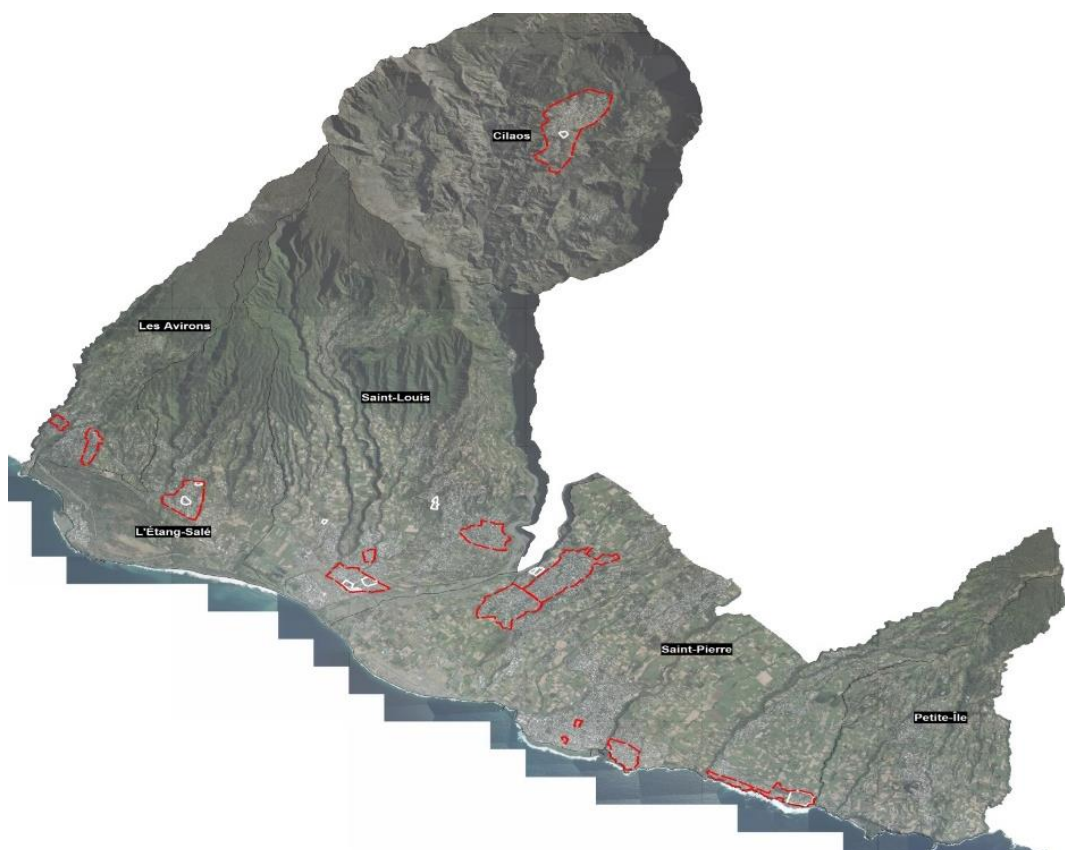 Cilaos
Les Avirons
Saint-Louis
L'Étang-Salé
Saint-Pierre
Petite-Île